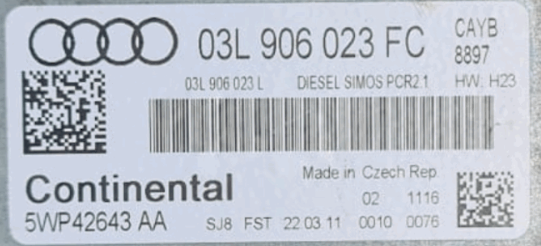 03L 906 023 FC CAYB
8897
03L 906 023 L DIESEL SIMOS PCR2.1 HW: H23
Continental
Made in Czech Rep.
02 1116
5WP42643 AA SJ8 FST 22.03.11 0010 0076